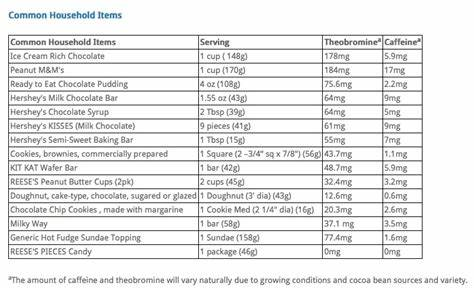 Common Household Items
Common Household Items Serving Theobromineᵃ Caffeineᵃ
Ice Cream Rich Chocolate 1 cup ( 148g) 178mg 5.9mg
Peanut M&M's 1 cup (170g) 184mg 17mg
Ready to Eat Chocolate Pudding 4 oz (108g) 75.6mg 2.2mg
Hershey's Milk Chocolate Bar 1.55 oz (43g) 64mg 9mg
Hershey's Chocolate Syrup 2 Tbsp (39g) 64mg 5mg
Hershey's KISSES (Milk Chocolate) 9 pieces (41g) 61mg 9mg
Hershey's Semi-Sweet Baking Bar 1 Tbsp (15g) 55mg 7mg
Cookies, brownies, commercially prepared 1 Square (2 –3/4" sq x 7/8") (56g) 43.7mg 1.1mg
KIT KAT Wafer Bar 1 bar (42g) 48.7mg 5.9mg
REESE'S Peanut Butter Cups (2pk) 2 cups (45g) 32.4mg 3.2mg
Doughnut, cake-type, chocolate, sugared or glazed 1 Doughnut (3' dia) (43g) 12.6mg 0.6mg
Chocolate Chip Cookies , made with margarine 1 Cookie Med (2 1/4" dia) (16g) 20.3mg 2.6mg
Milky Way 1 bar (58g) 37.1 mg 3.5mg
Generic Hot Fudge Sundae Topping 1 Sundae (158g) 77.4mg 1.6mg
REESE'S PIECES Candy 1 package (46g) 0mg 0mg
ᵃThe amount of caffeine and theobromine will vary naturally due to growing conditions and cocoa bean sources and variety.